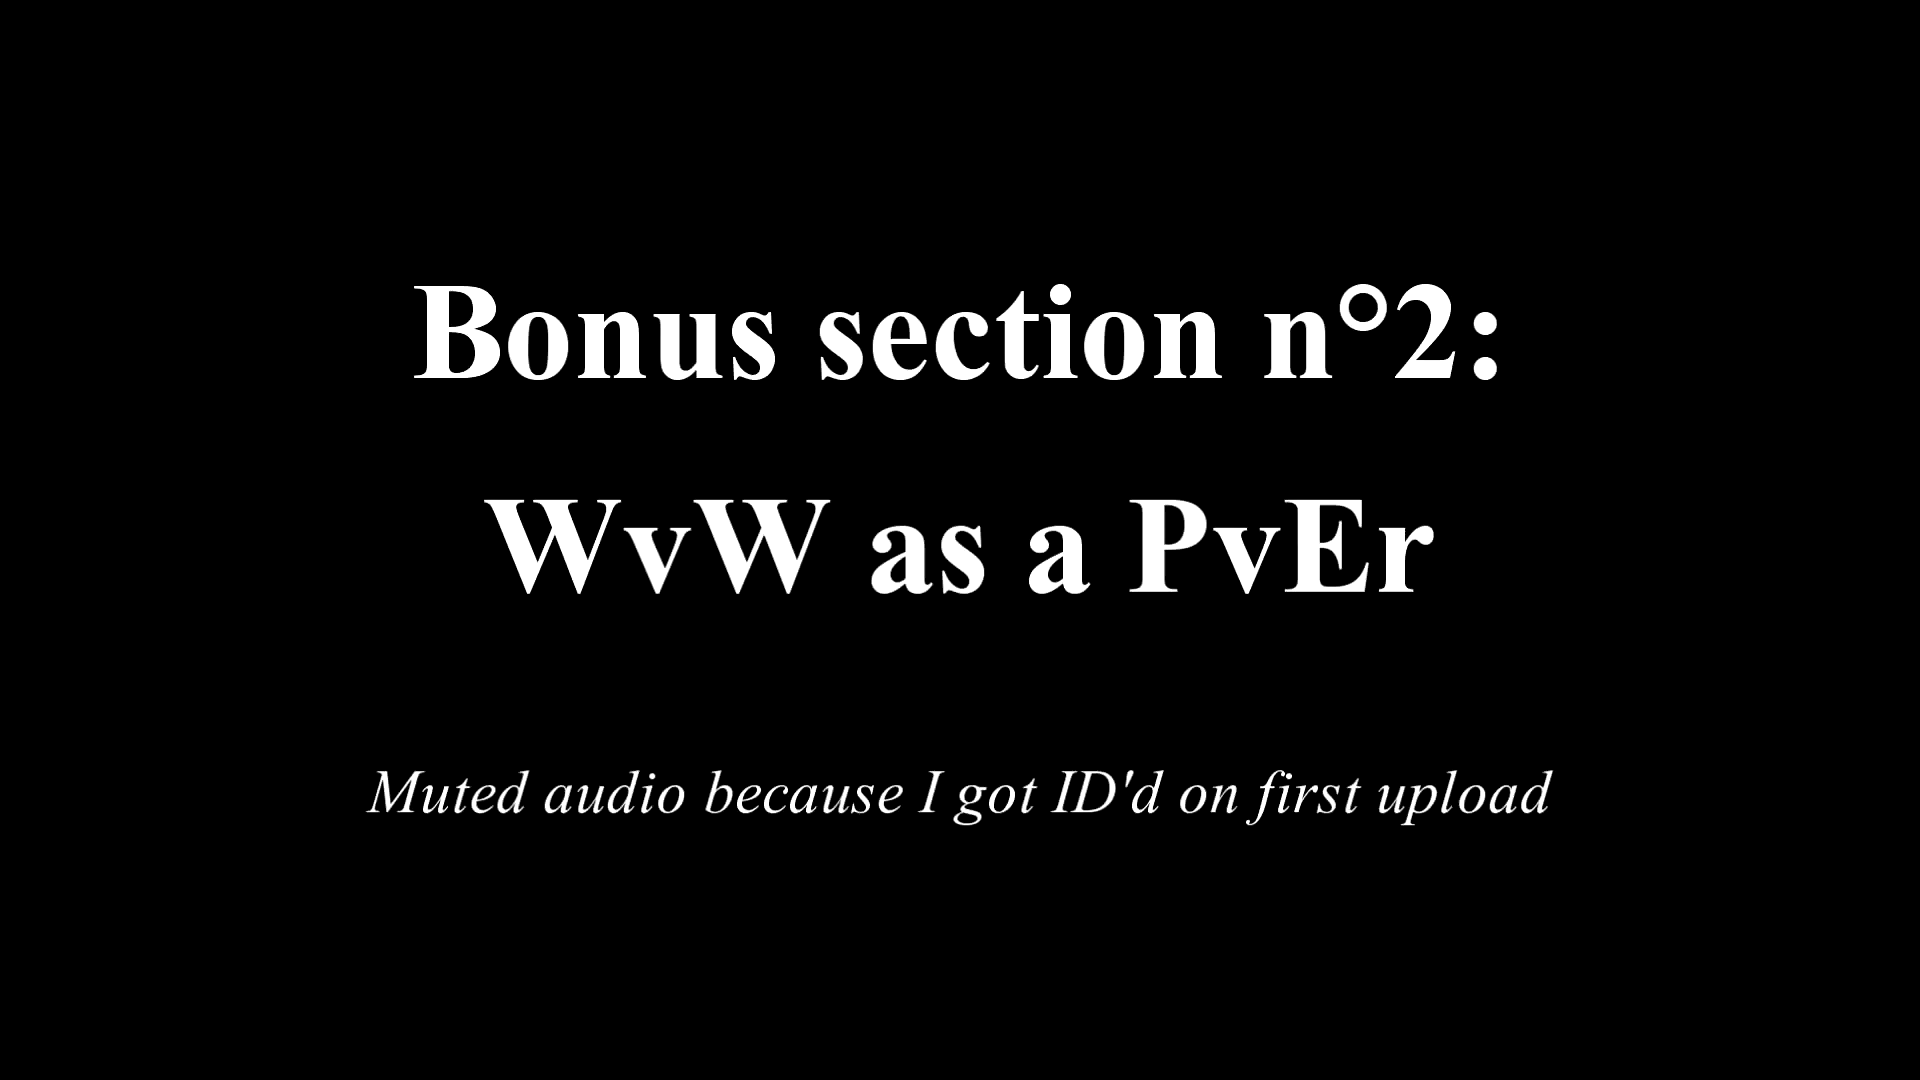 Bonus section n°2:
WvW as a PvEr
Muted audio because I got ID'd on first upload